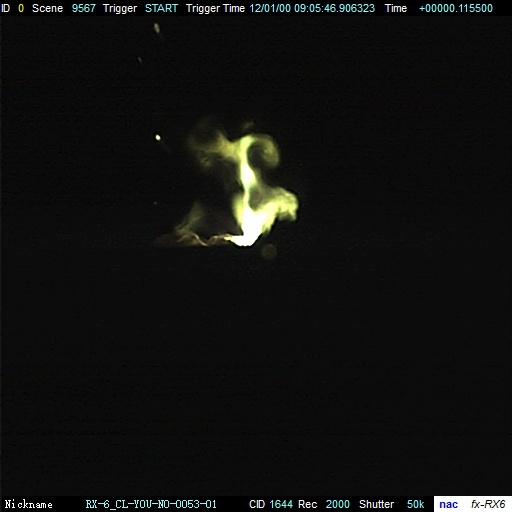 ID 0 Scene 9567 Trigger START Trigger Time 12/01/00 09:05:46.906323 Time +00000.115500
Nickname RX-6_CL-YOU-NO-0053-01 CID 1644 Rec 2000 Shutter 50k nac fx-RX6